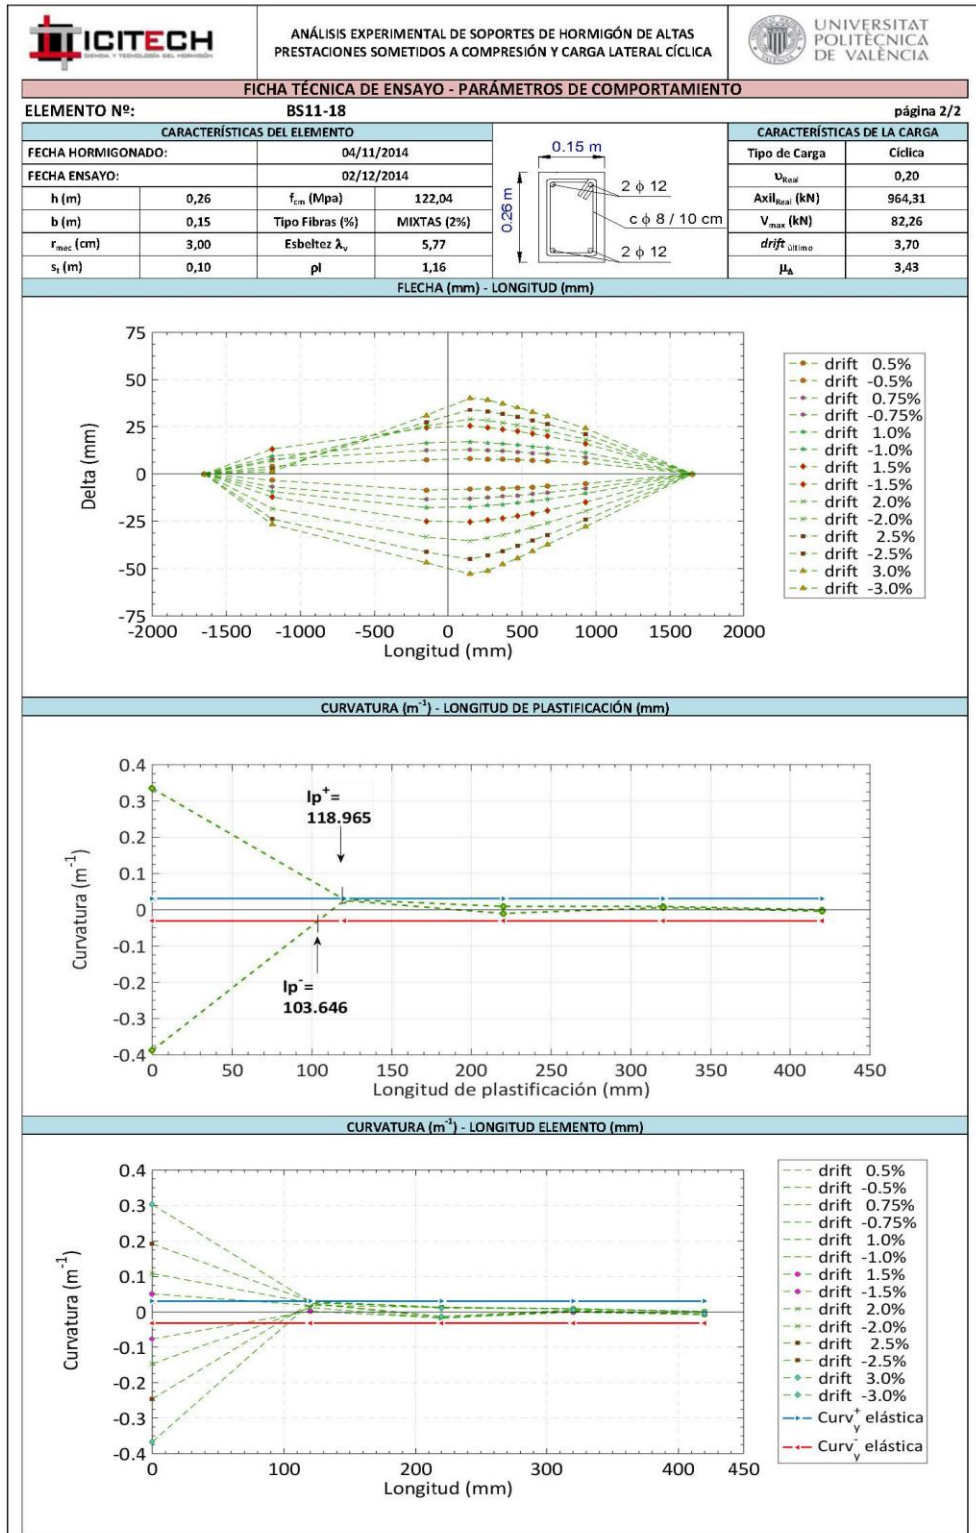 ICITECH
CIENCIA Y TECNOLOGÍA DEL HORMIGÓN
ANÁLISIS EXPERIMENTAL DE SOPORTES DE HORMIGÓN DE ALTAS
PRESTACIONES SOMETIDOS A COMPRESIÓN Y CARGA LATERAL CÍCLICA
UNIVERSITAT
POLITÈCNICA
DE VALÈNCIA
FICHA TÉCNICA DE ENSAYO - PARÁMETROS DE COMPORTAMIENTO
ELEMENTO Nº: BS11-18 página 2/2
CARACTERÍSTICAS DEL ELEMENTO
FECHA HORMIGONADO: 04/11/2014
FECHA ENSAYO: 02/12/2014
h (m) 0,26 fcm (Mpa) 122,04
b (m) 0,15 Tipo Fibras (%) MIXTAS (2%)
rmec (cm) 3,00 Esbeltez λv 5,77
st (m) 0,10 ρl 1,16
0.15 m
0.26 m
2 ϕ 12
c ϕ 8 / 10 cm
2 ϕ 12
CARACTERÍSTICAS DE LA CARGA
Tipo de Carga Cíclica
υReal 0,20
AxilReal (kN) 964,31
Vmax (kN) 82,26
drift último 3,70
μΔ 3,43
FLECHA (mm) - LONGITUD (mm)
75
50
25
0
-25
-50
-75
Delta (mm)
-2000 -1500 -1000 -500 0 500 1000 1500 2000
Longitud (mm)
drift 0.5%
drift -0.5%
drift 0.75%
drift -0.75%
drift 1.0%
drift -1.0%
drift 1.5%
drift -1.5%
drift 2.0%
drift -2.0%
drift 2.5%
drift -2.5%
drift 3.0%
drift -3.0%
CURVATURA (m⁻¹) - LONGITUD DE PLASTIFICACIÓN (mm)
0.4
0.3
0.2
0.1
0
-0.1
-0.2
-0.3
-0.4
Curvatura (m⁻¹)
lp⁺=
118.965
lp⁻=
103.646
0 50 100 150 200 250 300 350 400 450
Longitud de plastificación (mm)
CURVATURA (m⁻¹) - LONGITUD ELEMENTO (mm)
0.4
0.3
0.2
0.1
0
-0.1
-0.2
-0.3
-0.4
Curvatura (m⁻¹)
0 100 200 300 400 450
Longitud (mm)
drift 0.5%
drift -0.5%
drift 0.75%
drift -0.75%
drift 1.0%
drift -1.0%
drift 1.5%
drift -1.5%
drift 2.0%
drift -2.0%
drift 2.5%
drift -2.5%
drift 3.0%
drift -3.0%
Curv⁺y elástica
Curv⁻y elástica